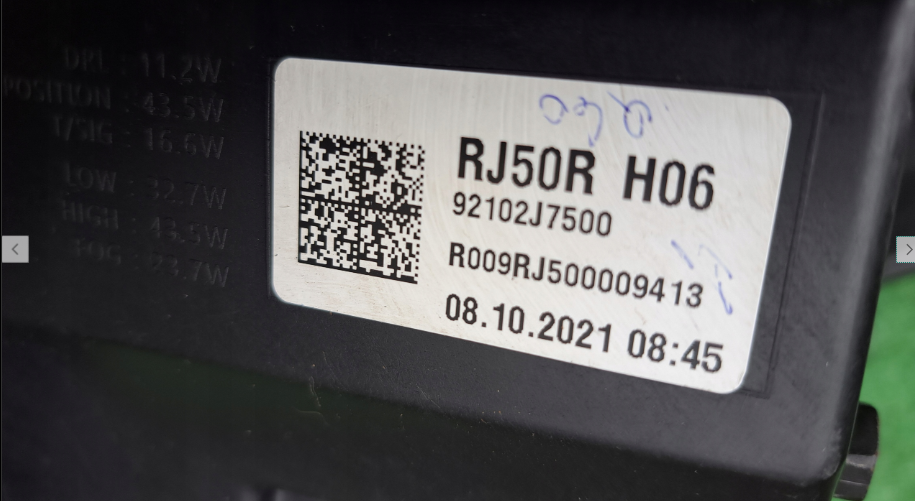 DRL : 11.2W
POSITION : 43.5W
T/SIG : 16.6W
LOW : 32.7W
HIGH : 43.5W
FOG : 23.7W
RJ50R H06
92102J7500
R009RJ500009413
08.10.2021 08:45